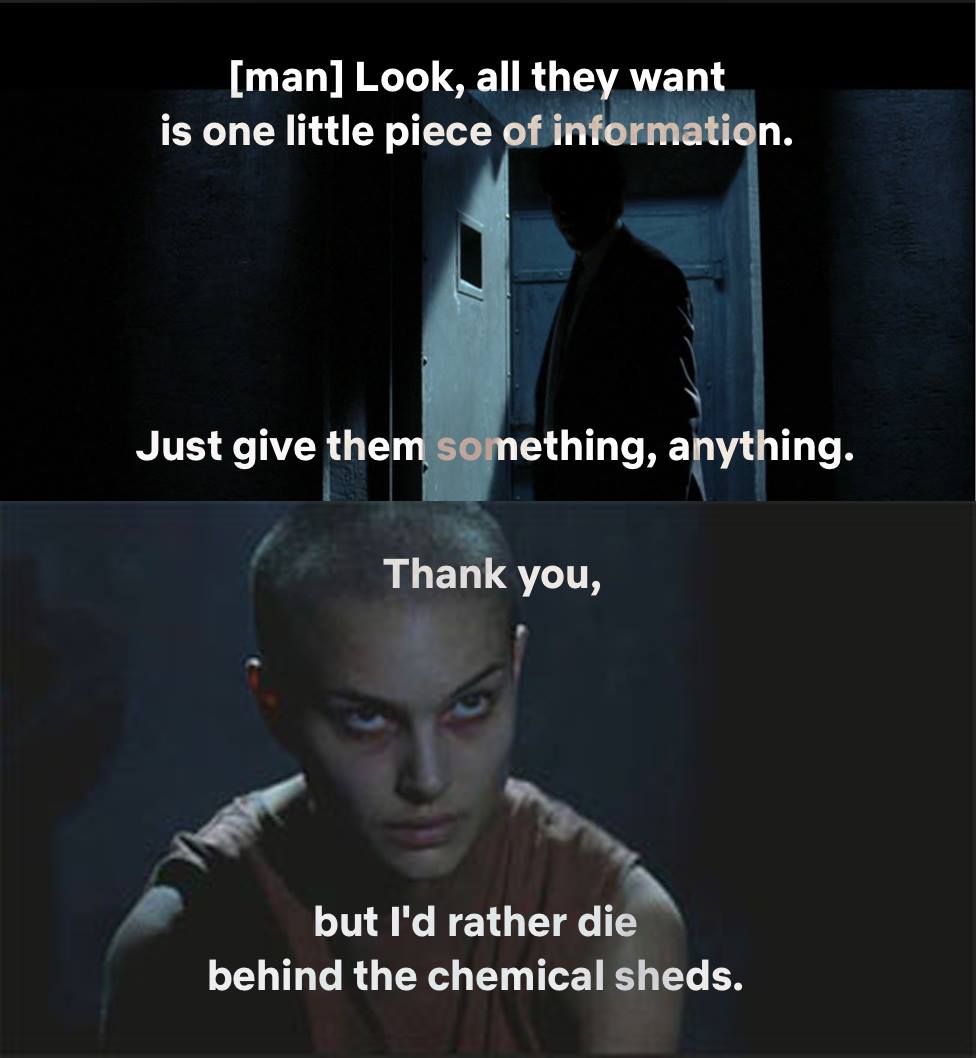 [man] Look, all they want
is one little piece of information.
Just give them something, anything.
Thank you,
but I'd rather die
behind the chemical sheds.